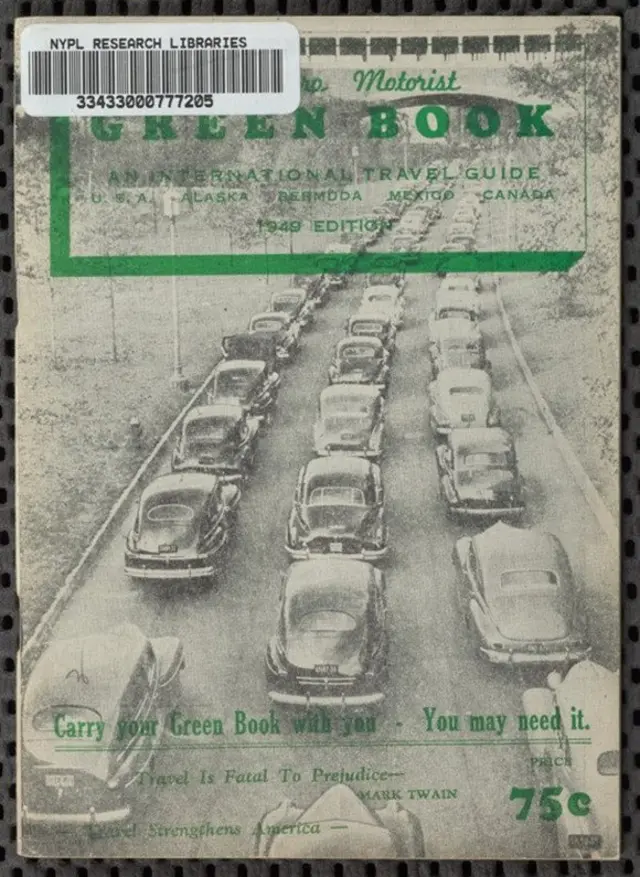 NYPL RESEARCH LIBRARIES
33433000777205
ro Motorist
GREEN BOOK
AN INTERNATIONAL TRAVEL GUIDE
U. S. A. ALASKA BERMUDA MEXICO CANADA
1949 EDITION
Carry your Green Book with you - You may need it.
Travel Is Fatal To Prejudice—
MARK TWAIN
PRICE
75c
— Travel Strengthens America —